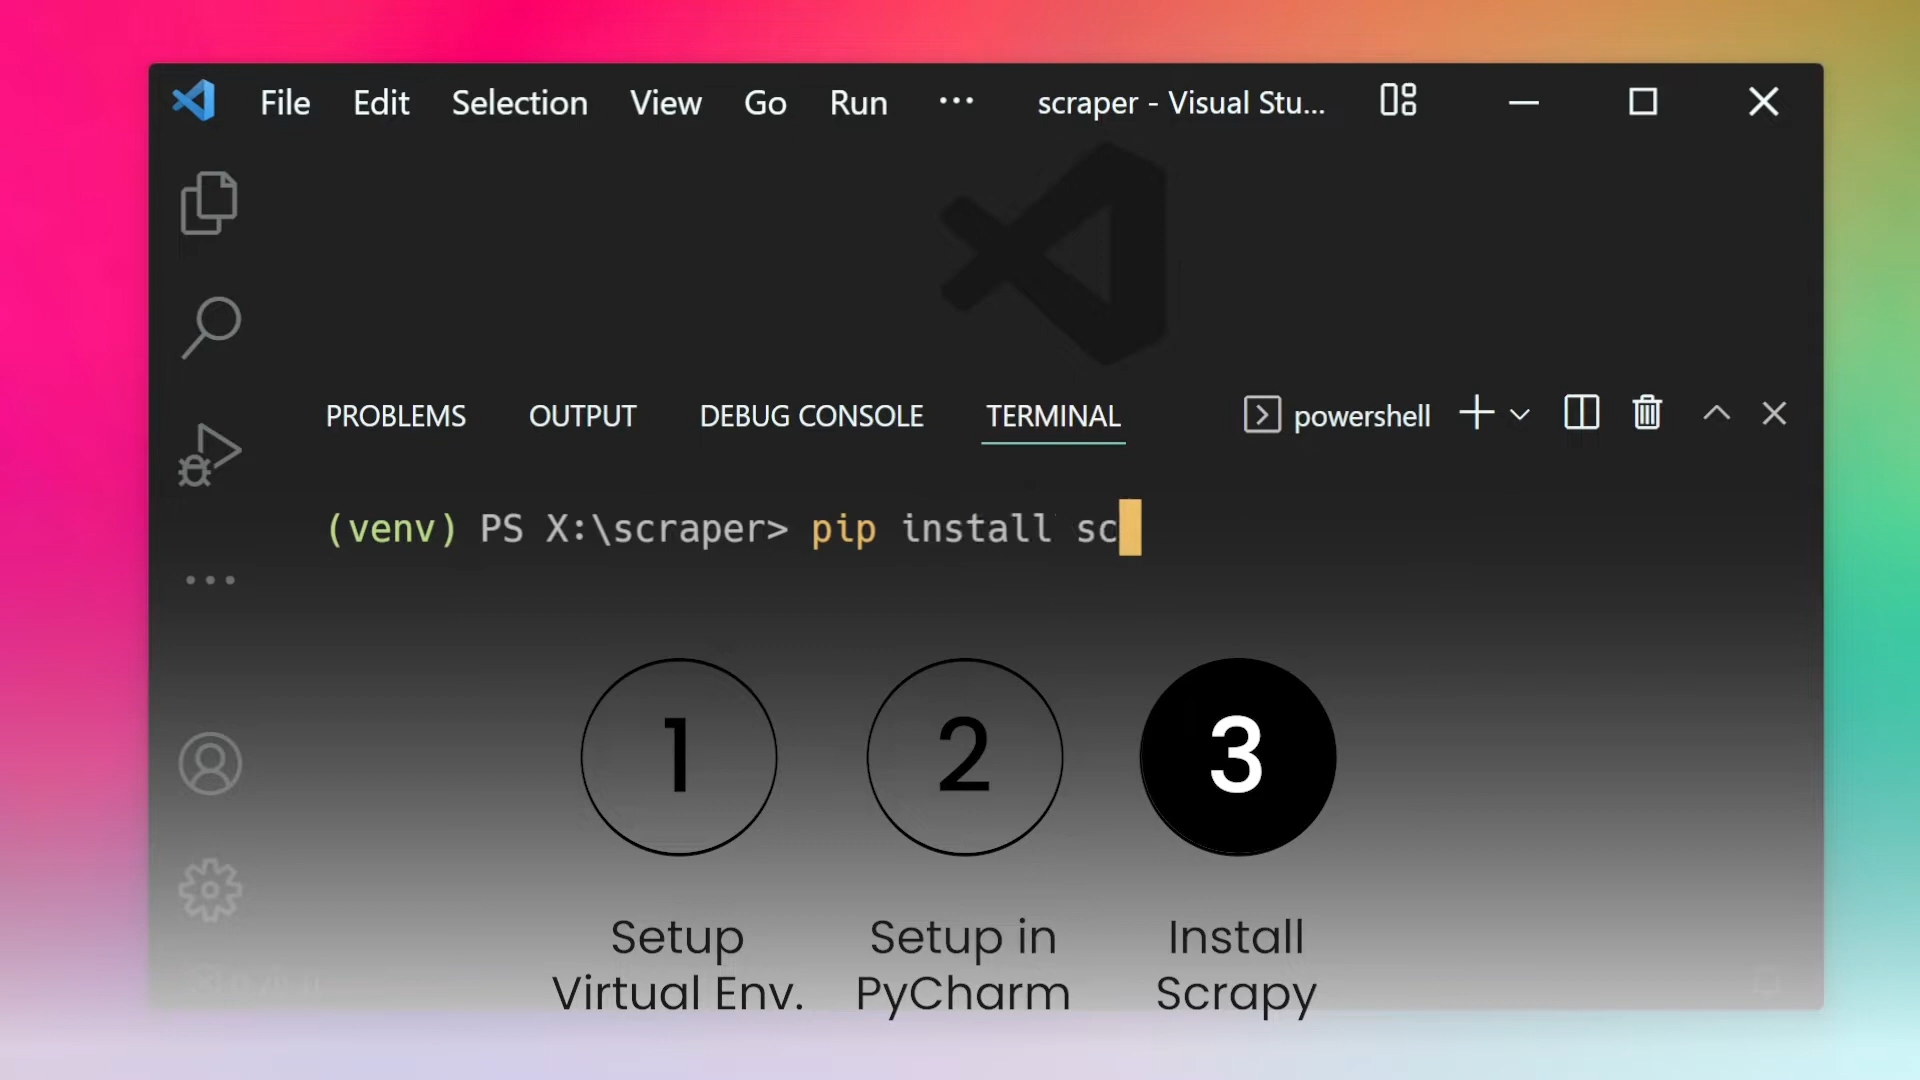 File Edit Selection View Go Run ... scraper - Visual Stu...
PROBLEMS OUTPUT DEBUG CONSOLE TERMINAL powershell
(venv) PS X:\scraper> pip install sc
1 2 3
Setup Setup in Install
Virtual Env. PyCharm Scrapy